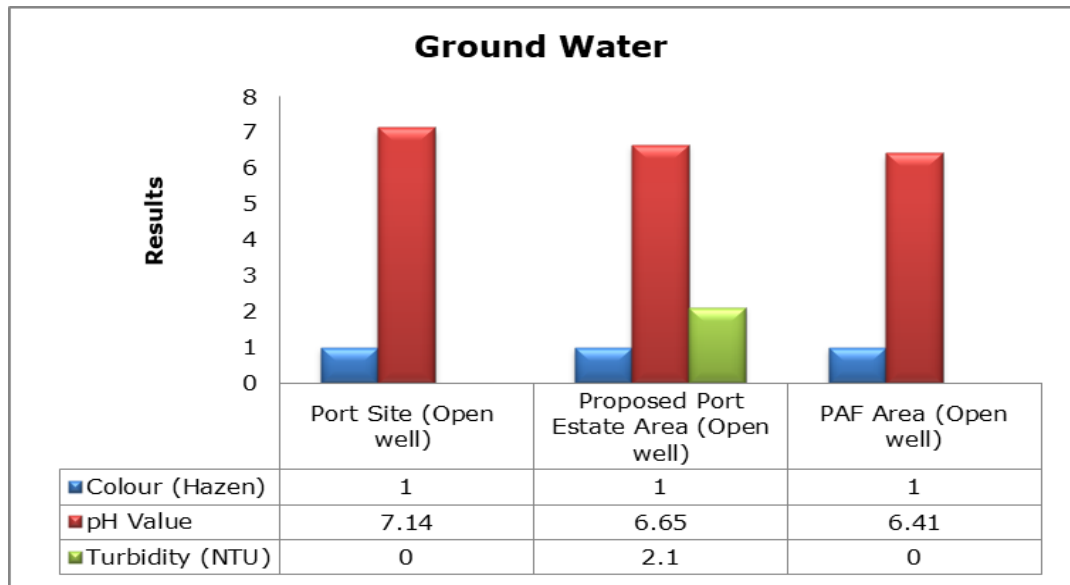 Ground Water
Results
8
7
6
5
4
3
2
1
0
Port Site (Open
well)
Proposed Port
Estate Area (Open
well)
PAF Area (Open
well)
Colour (Hazen) 1 1 1
pH Value 7.14 6.65 6.41
Turbidity (NTU) 0 2.1 0